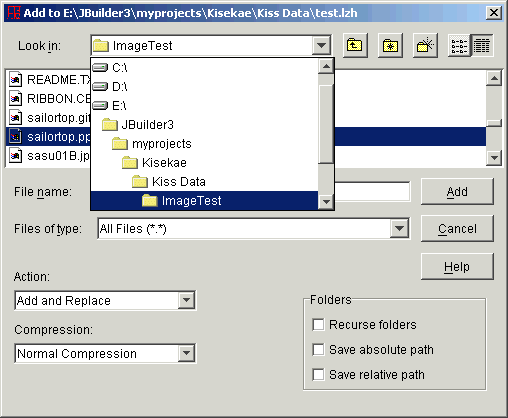 Add to E:\JBuilder3\myprojects\Kisekae\Kiss Data\test.lzh
Look in:
ImageTest
C:\
D:\
E:\
JBuilder3
myprojects
Kisekae
Kiss Data
ImageTest
README.TX
RIBBON.CE
sailortop.gif
sailortop.pp
sasu01B.jp
File name:
Add
Files of type:
All Files (*.*)
Cancel
Help
Action:
Add and Replace
Compression:
Normal Compression
Folders
Recurse folders
Save absolute path
Save relative path